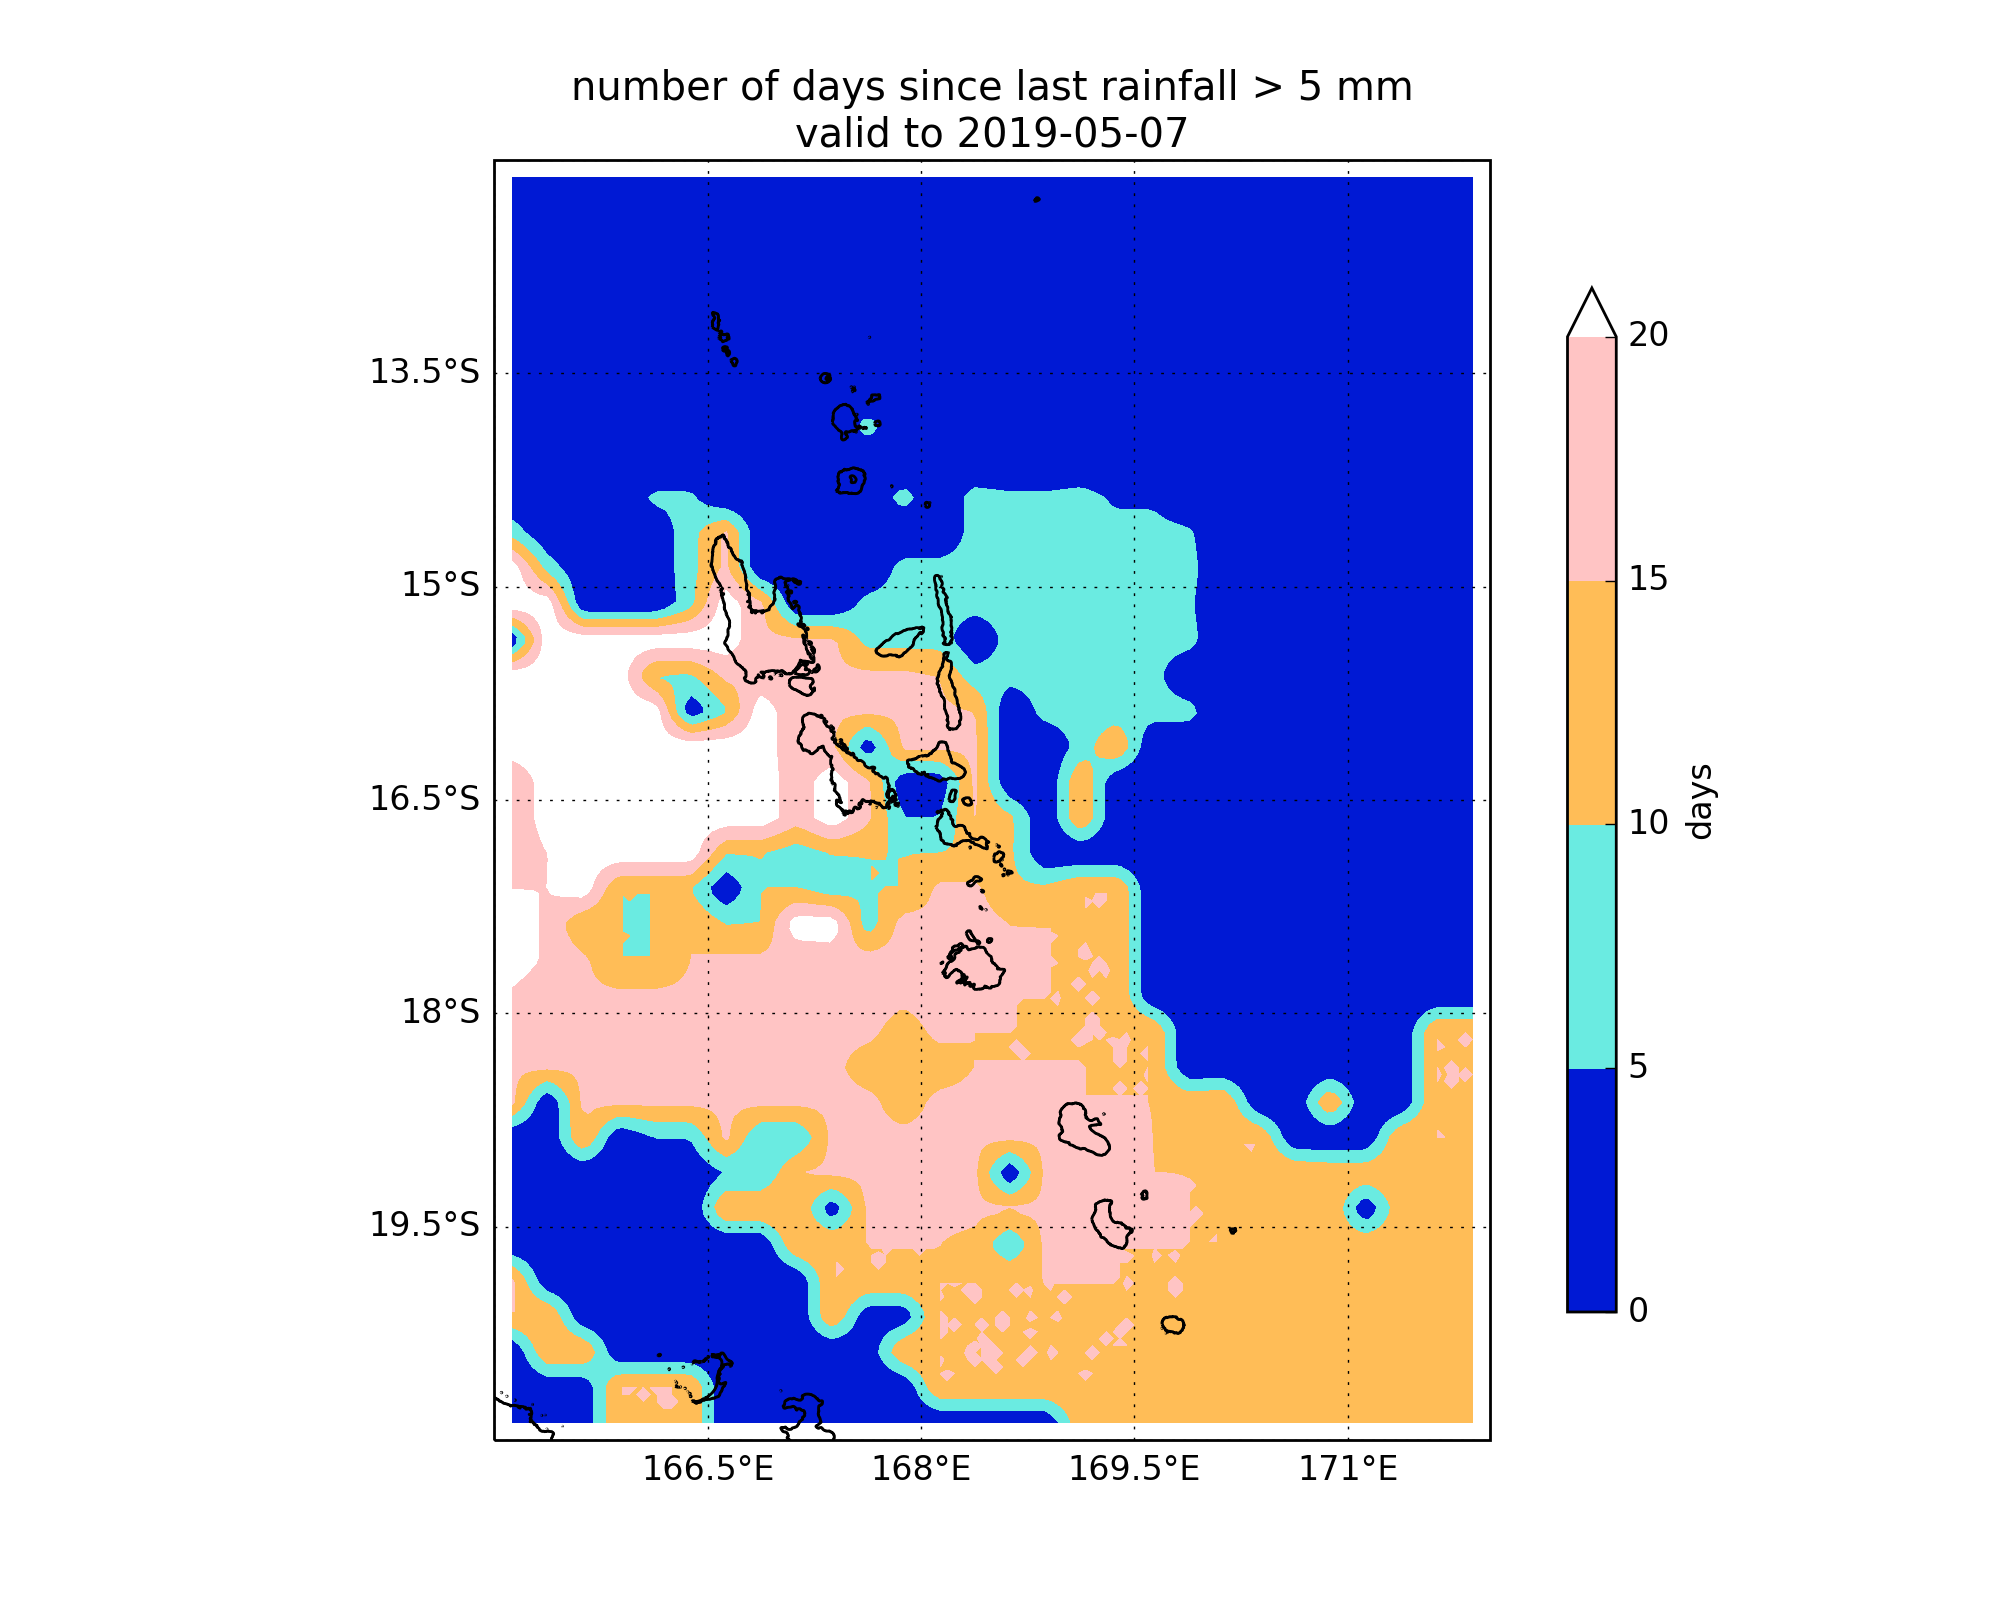 number of days since last rainfall > 5 mm
valid to 2019-05-07
13.5°S
15°S
16.5°S
18°S
19.5°S
166.5°E
168°E
169.5°E
171°E
20
15
10
5
0
days